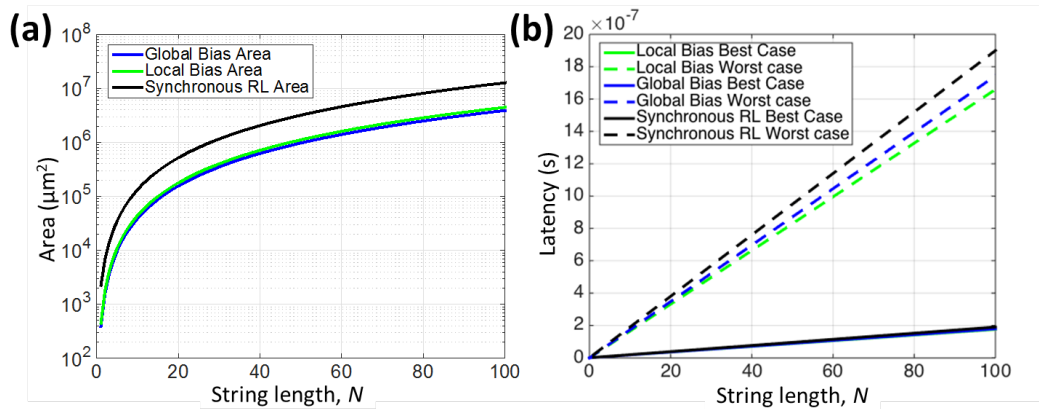 (a)
10^8
10^7
10^6
10^5
10^4
10^3
10^2
Area (µm^2)
Global Bias Area
Local Bias Area
Synchronous RL Area
0 20 40 60 80 100
String length, N
(b)
×10^-7
20
18
16
14
12
10
8
6
4
2
0
Latency (s)
Local Bias Best Case
Local Bias Worst case
Global Bias Best Case
Global Bias Worst case
Synchronous RL Best Case
Synchronous RL Worst case
0 20 40 60 80 100
String length, N